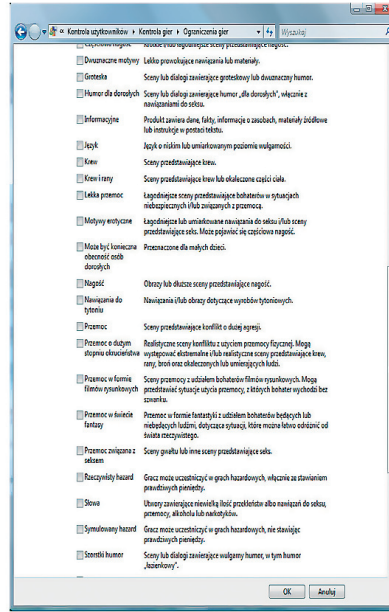 « Kontrola użytkowników ▸ Kontrola gier ▸ Ograniczenia gier
Wyszukaj
Częściowa nagość
Dwuznaczne motywy Lekko prowokujące nawiązania lub materiały.
Groteska Sceny lub dialogi zawierające groteskowy lub dwuznaczny humor.
Humor dla dorosłych Sceny lub dialogi zawierające humor „dla dorosłych”, włącznie z
nawiązaniami do seksu.
Informacyjne Produkt zawiera dane, fakty, informacje o zasobach, materiały źródłowe
lub instrukcje w postaci tekstu.
Język Język o niskim lub umiarkowanym poziomie wulgarności.
Krew Sceny przedstawiające krew.
Krew i rany Sceny przedstawiające krew lub okaleczone części ciała.
Lekka przemoc Łagodniejsze sceny przedstawiające bohaterów w sytuacjach
niebezpiecznych i/lub związanych z przemocą.
Motywy erotyczne Łagodniejsze lub umiarkowane nawiązania do seksu i/lub sceny
przedstawiające seks. Może pojawiać się częściowa nagość.
Może być konieczna Przeznaczone dla małych dzieci.
obecność osób
dorosłych
Nagość Obrazy lub dłuższe sceny przedstawiające nagość.
Nawiązania do Nawiązania i/lub obrazy dotyczące wyrobów tytoniowych.
tytoniu
Przemoc Sceny przedstawiające konflikt o dużej agresji.
Przemoc o dużym Realistyczne sceny konfliktu z użyciem przemocy fizycznej. Mogą
stopniu okrucieństwa występować ekstremalne i/lub realistyczne sceny przedstawiające krew,
rany, broń oraz okaleczonych lub umierających ludzi.
Przemoc w formie Sceny przemocy z udziałem bohaterów filmów rysunkowych. Mogą
filmów rysunkowych przedstawiać sytuacje użycia przemocy, z których bohater wychodzi bez
szwanku.
Przemoc w świecie Przemoc w formie fantastyki z udziałem bohaterów będących lub
fantasy niebędących ludźmi, dotycząca sytuacji, które można łatwo odróżnić od
świata rzeczywistego.
Przemoc związana z Sceny gwałtu lub inne sceny przedstawiające seks.
seksem
Rzeczywisty hazard Gracz może uczestniczyć w grach hazardowych, włącznie ze stawianiem
prawdziwych pieniędzy.
Słowa Utwory zawierające niewielką ilość przekleństw albo nawiązań do seksu,
przemocy, alkoholu lub narkotyków.
Symulowany hazard Gracz może uczestniczyć w grach hazardowych, nie stawiając
prawdziwych pieniędzy.
Szorstki humor Sceny lub dialogi zawierające wulgarny humor, w tym humor
„łazienkowy”.
OK Anuluj